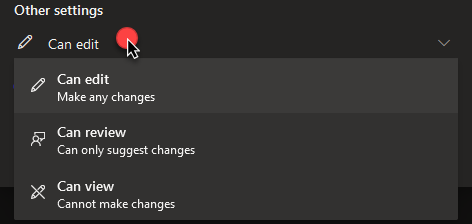 Other settings
Can edit
Can edit
Make any changes
Can review
Can only suggest changes
Can view
Cannot make changes